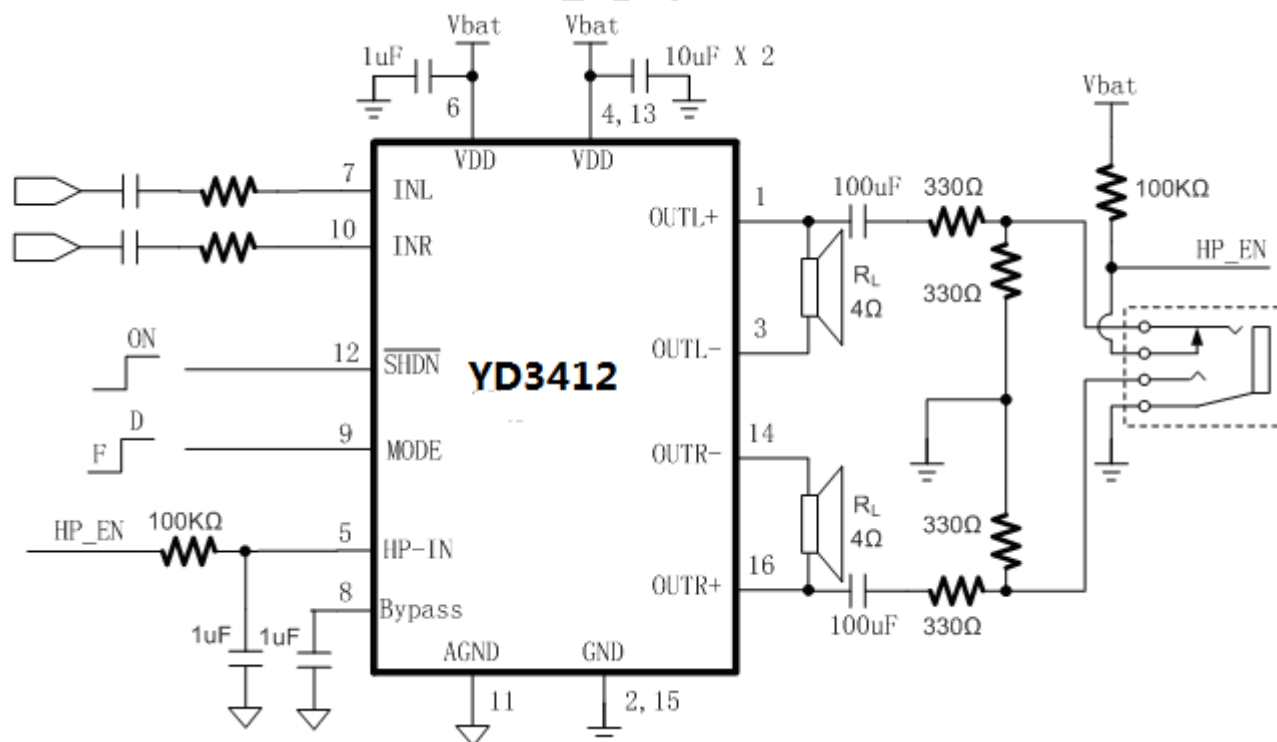 Vbat
Vbat
1uF
10uF X 2
Vbat
6
4,13
VDD
VDD
100KΩ
7
INL
10
INR
1
OUTL+
100uF
330Ω
HP_EN
330Ω
RL
4Ω
3
OUTL-
ON
12
SHDN
YD3412
D
F
9
MODE
14
OUTR-
RL
4Ω
330Ω
HP_EN
100KΩ
5
HP-IN
16
OUTR+
8
Bypass
100uF
330Ω
1uF
1uF
AGND
GND
11
2,15